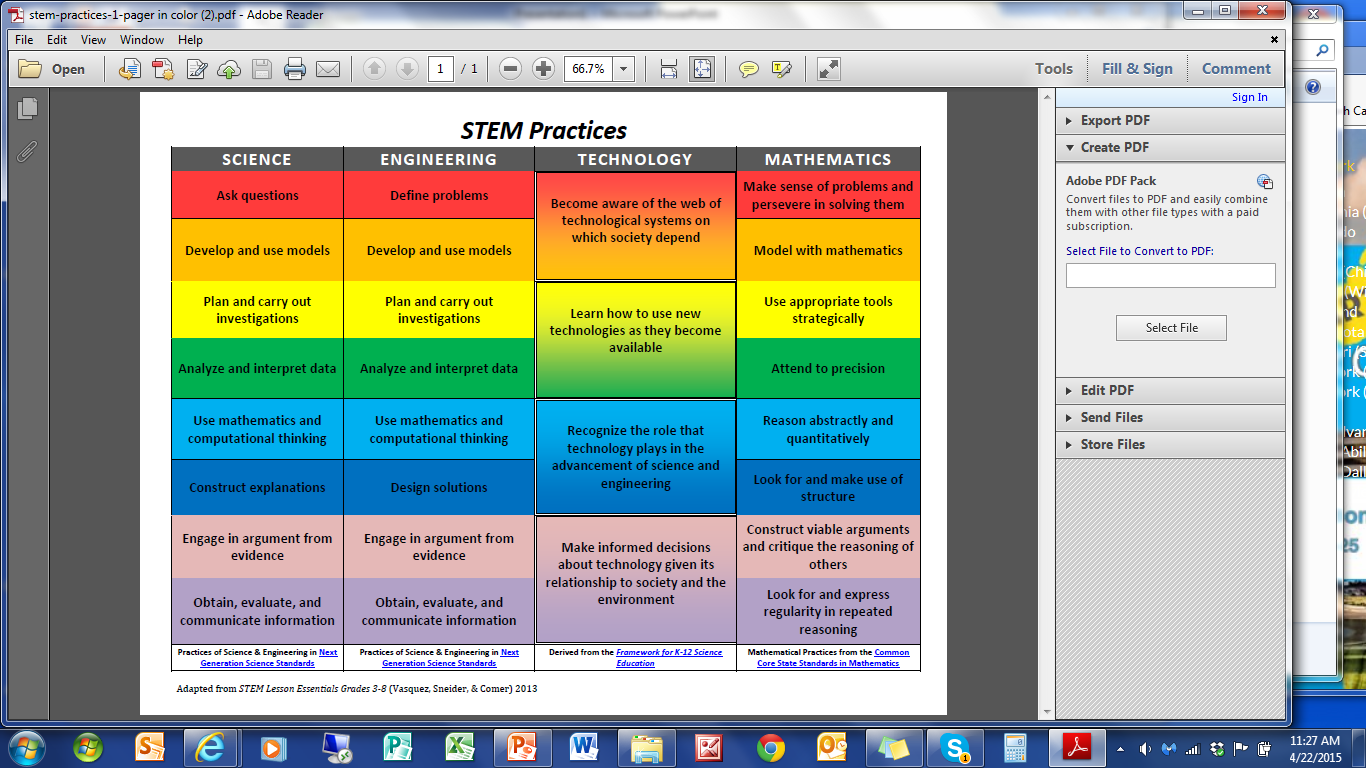 stem-practices-1-pager in color (2).pdf - Adobe Reader
File Edit View Window Help
Open 1 / 1 66.7% Tools Fill & Sign Comment
Sign In
STEM Practices
SCIENCE ENGINEERING TECHNOLOGY MATHEMATICS
Ask questions
Define problems
Become aware of the web of
technological systems on
which society depend
Make sense of problems and
persevere in solving them
Develop and use models
Develop and use models
Model with mathematics
Plan and carry out
investigations
Plan and carry out
investigations
Learn how to use new
technologies as they become
available
Use appropriate tools
strategically
Analyze and interpret data
Analyze and interpret data
Attend to precision
Use mathematics and
computational thinking
Use mathematics and
computational thinking
Recognize the role that
technology plays in the
advancement of science and
engineering
Reason abstractly and
quantitatively
Construct explanations
Design solutions
Look for and make use of
structure
Engage in argument from
evidence
Engage in argument from
evidence
Make informed decisions
about technology given its
relationship to society and the
environment
Construct viable arguments
and critique the reasoning of
others
Obtain, evaluate, and
communicate information
Obtain, evaluate, and
communicate information
Look for and express
regularity in repeated
reasoning
Practices of Science & Engineering in Next
Generation Science Standards
Practices of Science & Engineering in Next
Generation Science Standards
Derived from the Framework for K-12 Science
Education
Mathematical Practices from the Common
Core State Standards in Mathematics
Adapted from STEM Lesson Essentials Grades 3-8 (Vasquez, Sneider, & Comer) 2013
Export PDF
Create PDF
Adobe PDF Pack
Convert files to PDF and easily combine
them with other file types with a paid
subscription.
Select File to Convert to PDF:
Select File
Edit PDF
Send Files
Store Files
11:27 AM
4/22/2015